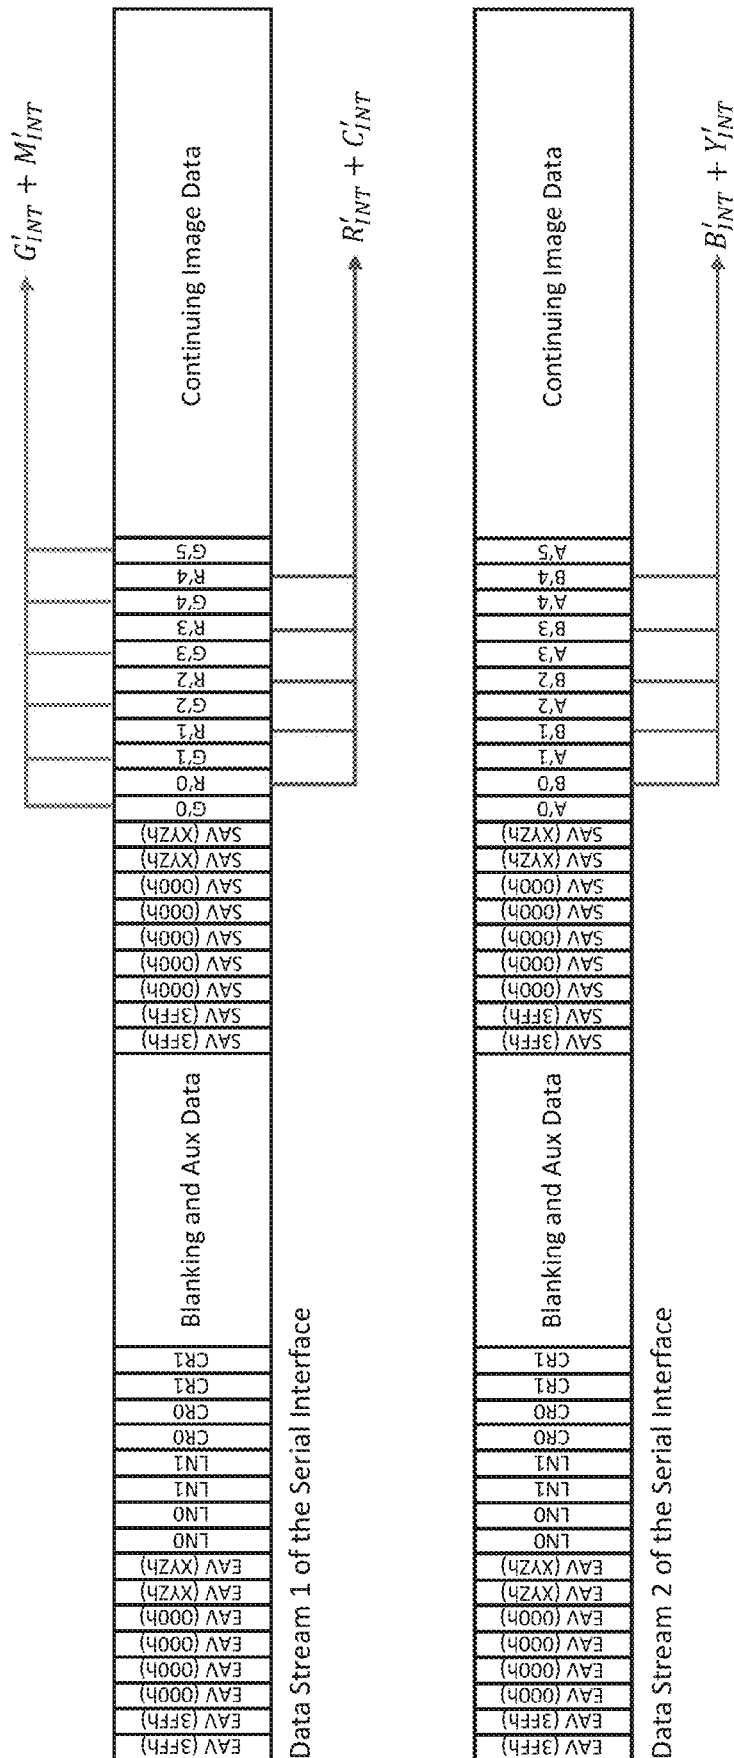 G'INT + M'INT
EAV (3FFh)
EAV (3FFh)
EAV (000h)
EAV (000h)
EAV (000h)
EAV (000h)
EAV (XYZh)
EAV (XYZh)
LN0
LN0
LN1
LN1
CR0
CR0
CR1
CR1
Blanking and Aux Data
SAV (3FFh)
SAV (3FFh)
SAV (000h)
SAV (000h)
SAV (000h)
SAV (000h)
SAV (000h)
SAV (XYZh)
SAV (XYZh)
G'0
R'0
G'1
R'1
G'2
R'2
G'3
R'3
G'4
R'4
G'5
Continuing Image Data
Data Stream 1 of the Serial Interface
R'INT + C'INT
EAV (3FFh)
EAV (3FFh)
EAV (000h)
EAV (000h)
EAV (000h)
EAV (000h)
EAV (XYZh)
EAV (XYZh)
LN0
LN0
LN1
LN1
CR0
CR0
CR1
CR1
Blanking and Aux Data
SAV (3FFh)
SAV (3FFh)
SAV (000h)
SAV (000h)
SAV (000h)
SAV (000h)
SAV (000h)
SAV (XYZh)
SAV (XYZh)
A'0
B'0
A'1
B'1
A'2
B'2
A'3
B'3
A'4
B'4
A'5
Continuing Image Data
Data Stream 2 of the Serial Interface
B'INT + Y'INT